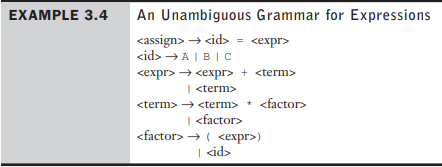 EXAMPLE 3.4 An Unambiguous Grammar for Expressions
<assign> → <id> = <expr>
<id> → A | B | C
<expr> → <expr> + <term>
| <term>
<term> → <term> * <factor>
| <factor>
<factor> → ( <expr>)
| <id>